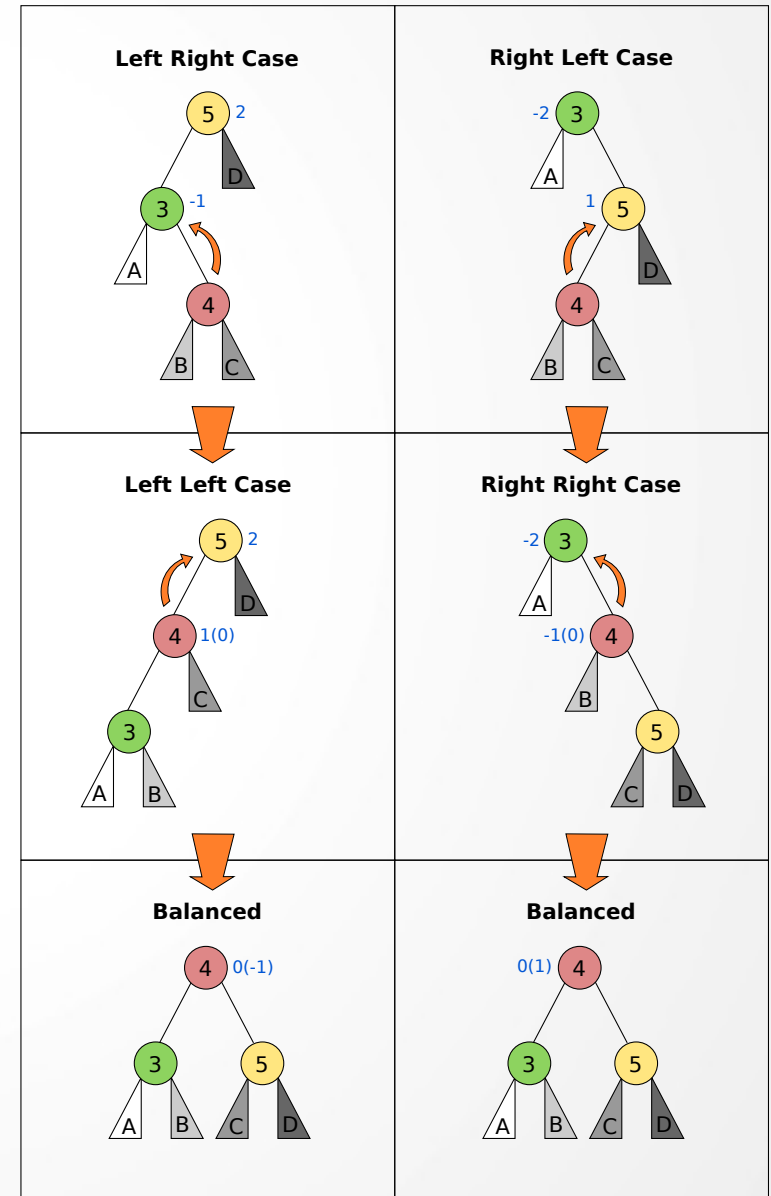 Left Right Case
5 2
D
3 -1
A
4
B C
Right Left Case
-2 3
A
1 5
D
4
B C
Left Left Case
5 2
D
4 1(0)
C
3
A B
Right Right Case
-2 3
A
-1(0) 4
B
5
C D
Balanced
4 0(-1)
3 5
A B C D
Balanced
0(1) 4
3 5
A B C D